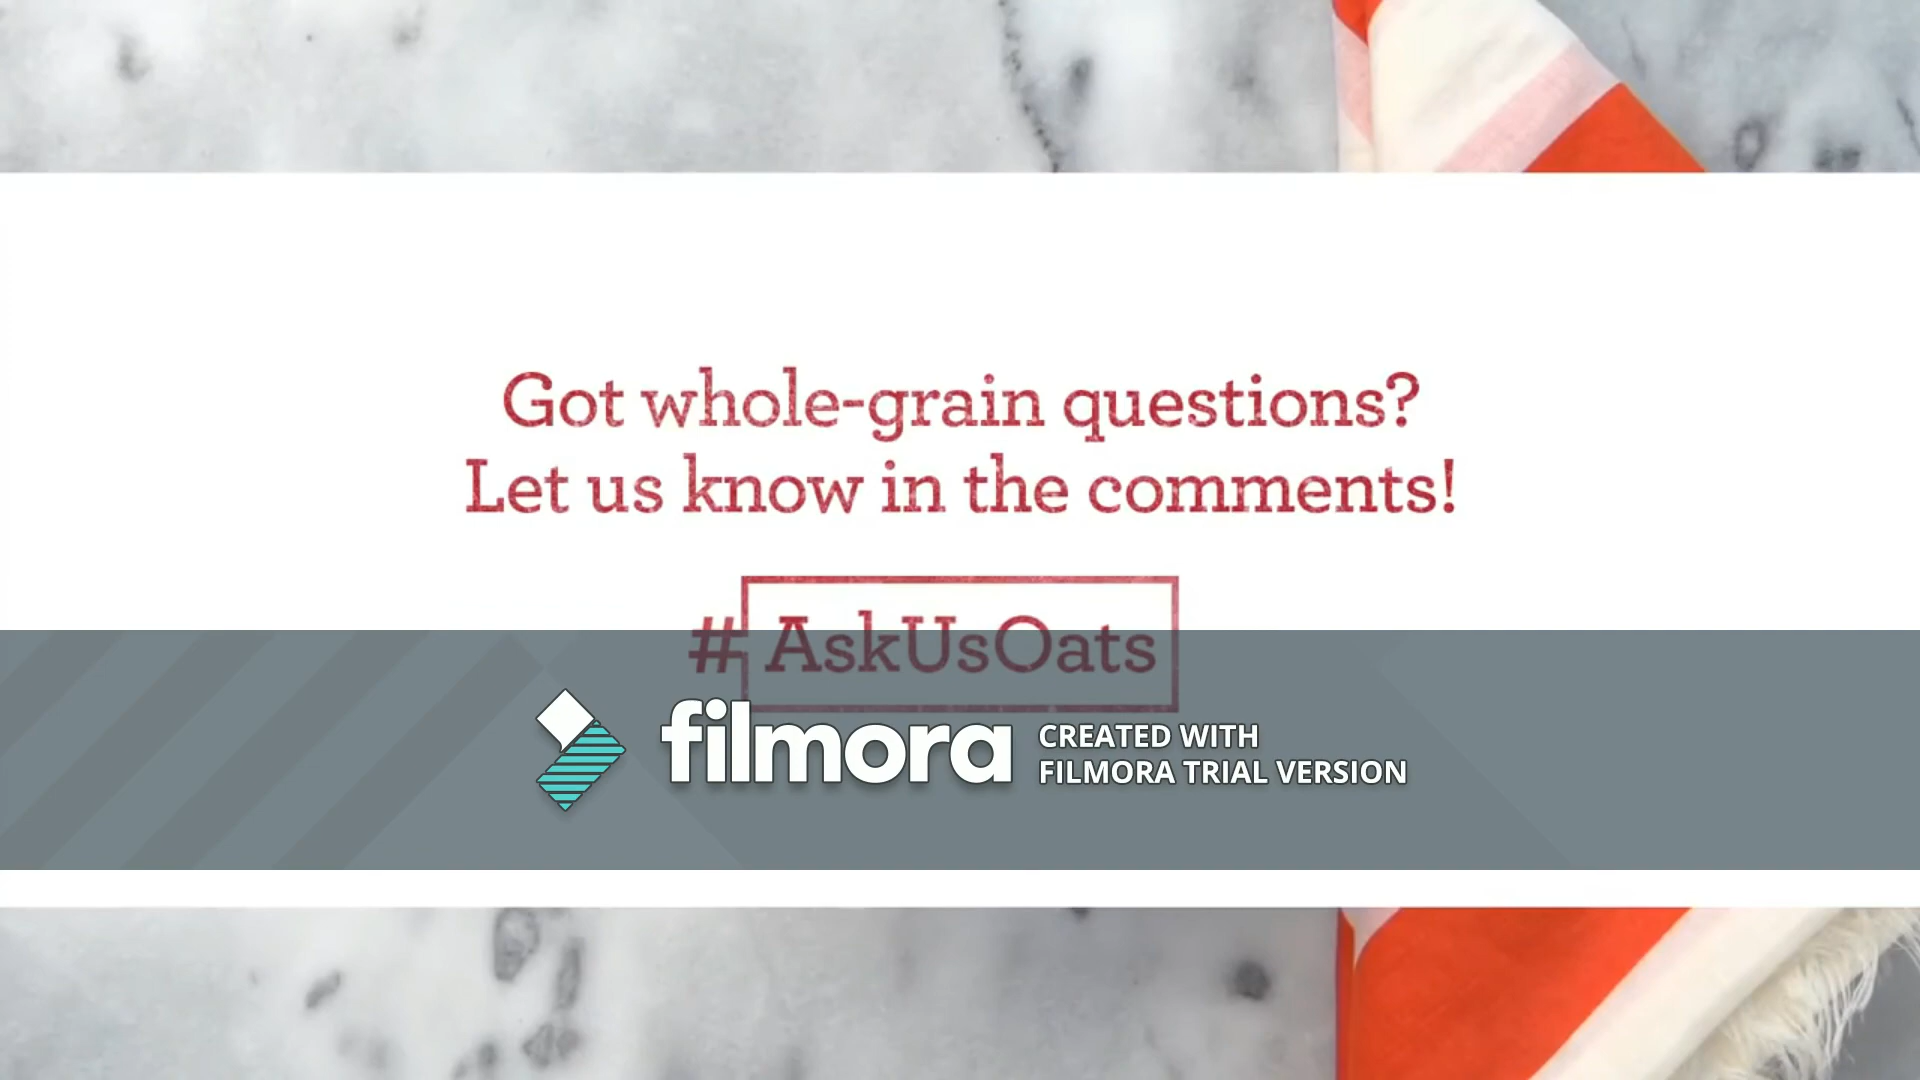 Got whole-grain questions?
Let us know in the comments!
#AskUsOats
filmora
CREATED WITH
FILMORA TRIAL VERSION